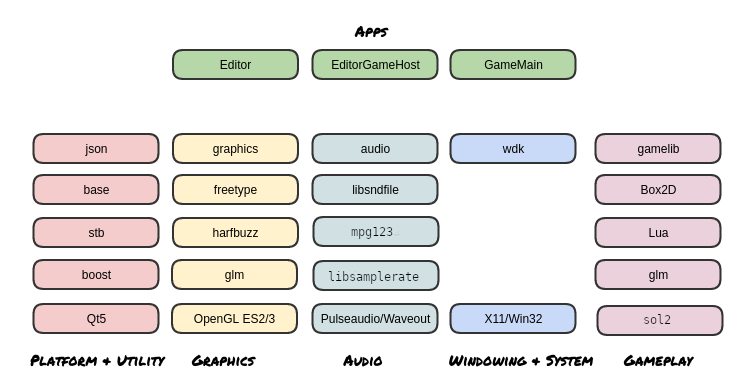 Apps
Editor EditorGameHost GameMain
json graphics audio wdk gamelib
base freetype libsndfile Box2D
stb harfbuzz mpg123 Lua
boost glm libsamplerate glm
Qt5 OpenGL ES2/3 Pulseaudio/Waveout X11/Win32 sol2
Platform & Utility Graphics Audio Windowing & System Gameplay